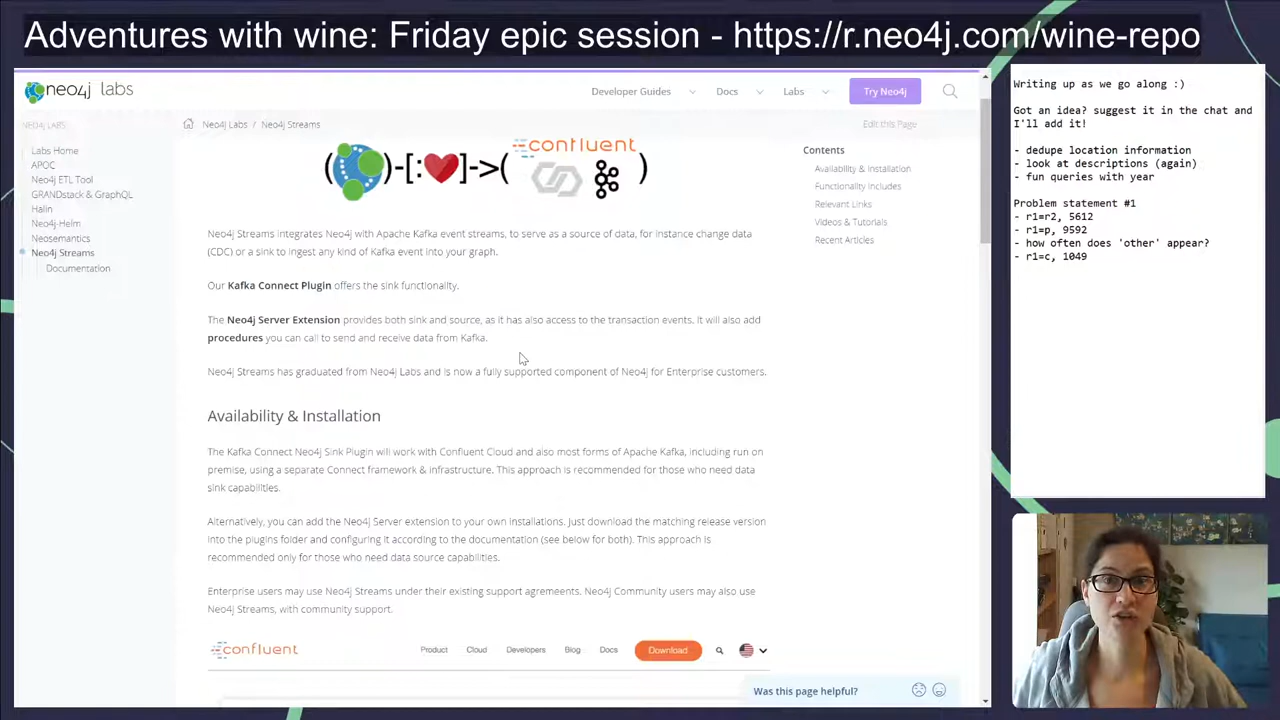 Adventures with wine: Friday epic session - https://r.neo4j.com/wine-repo
neo4j labs
Developer Guides
Docs
Labs
Try Neo4j
NEO4J LABS
Neo4j Labs / Neo4j Streams
Edit this Page
Labs Home
APOC
Neo4j ETL Tool
GRANDstack & GraphQL
Halin
Neo4j-Helm
Neosemantics
Neo4j Streams
Documentation
( )-[: ]->( confluent )
Neo4j Streams integrates Neo4j with Apache Kafka event streams, to serve as a source of data, for instance change data
(CDC) or a sink to ingest any kind of Kafka event into your graph.
Our Kafka Connect Plugin offers the sink functionality.
The Neo4j Server Extension provides both sink and source, as it has also access to the transaction events. It will also add
procedures you can call to send and receive data from Kafka.
Neo4j Streams has graduated from Neo4j Labs and is now a fully supported component of Neo4j for Enterprise customers.
Availability & Installation
The Kafka Connect Neo4j Sink Plugin will work with Confluent Cloud and also most forms of Apache Kafka, including run on
premise, using a separate Connect framework & infrastructure. This approach is recommended for those who need data
sink capabilities.
Alternatively, you can add the Neo4j Server extension to your own installations. Just download the matching release version
into the plugins folder and configuring it according to the documentation (see below for both). This approach is
recommended only for those who need data source capabilities.
Enterprise users may use Neo4j Streams under their existing support agreements. Neo4j Community users may also use
Neo4j Streams, with community support.
confluent
Product
Cloud
Developers
Blog
Docs
Download
Contents
Availability & Installation
Functionality Includes
Relevant Links
Videos & Tutorials
Recent Articles
Was this page helpful?
Writing up as we go along :)
Got an idea? suggest it in the chat and
I'll add it!
- dedupe location information
- look at descriptions (again)
- fun queries with year
Problem statement #1
- r1=r2, 5612
- r1=p, 9592
- how often does 'other' appear?
- r1=c, 1049